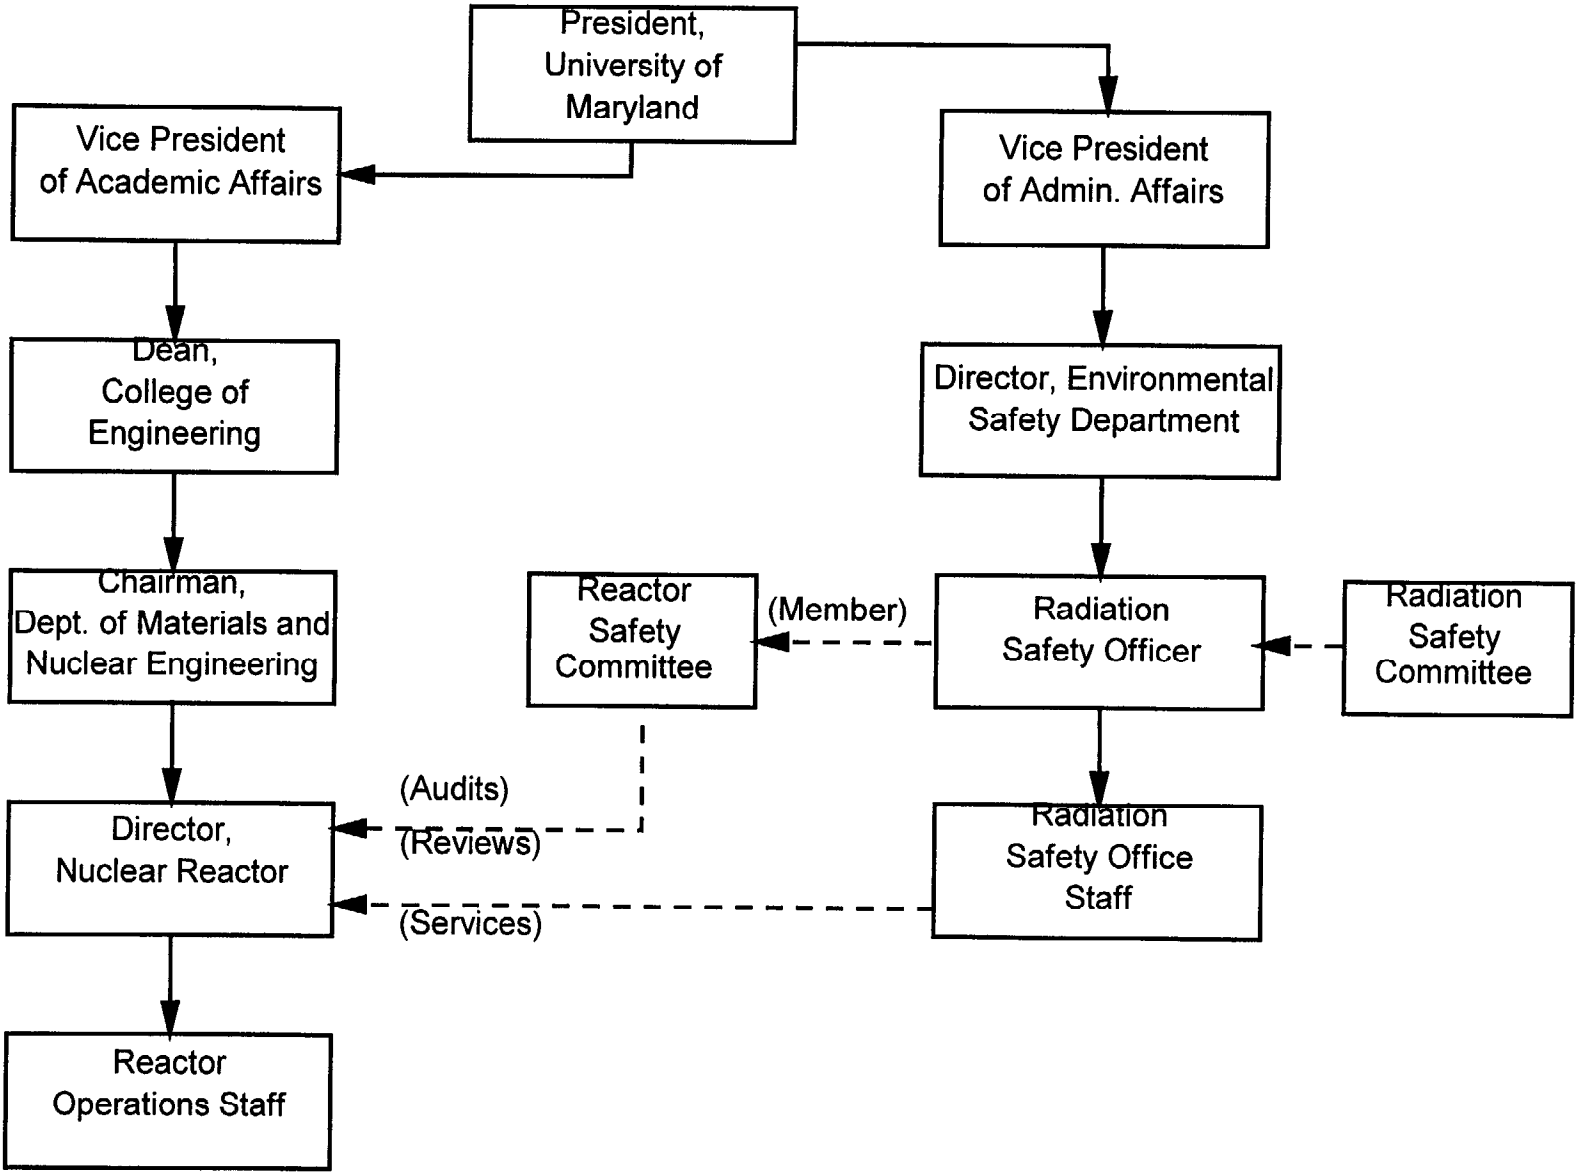 President,
University of
Maryland
Vice President
of Academic Affairs
Vice President
of Admin. Affairs
Dean,
College of
Engineering
Director, Environmental
Safety Department
Chairman,
Dept. of Materials and
Nuclear Engineering
Reactor
Safety
Committee
(Member)
Radiation
Safety Officer
Radiation
Safety
Committee
(Audits)
(Reviews)
Director,
Nuclear Reactor
(Services)
Radiation
Safety Office
Staff
Reactor
Operations Staff